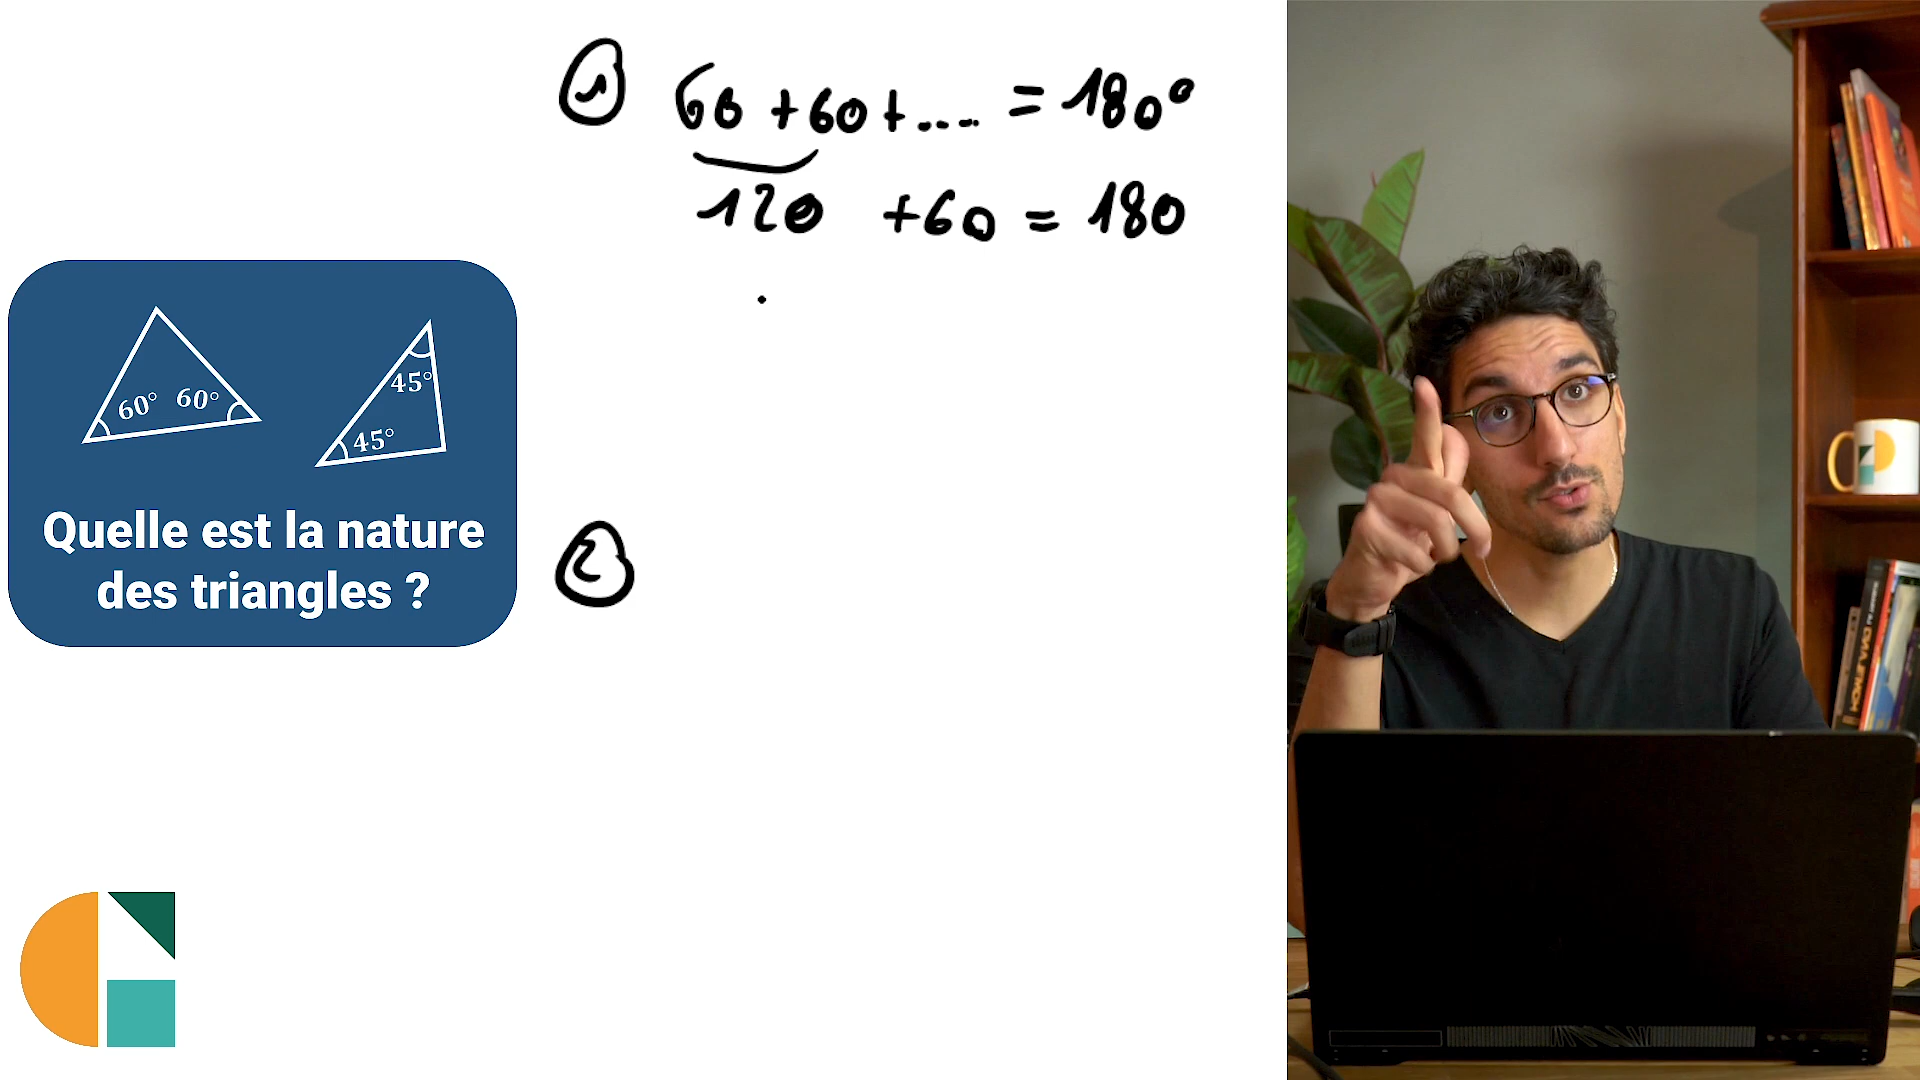 ① 60 + 60 + .... = 180°
120 + 60 = 180
60° 60°
45°
45°
Quelle est la nature
des triangles ?
②